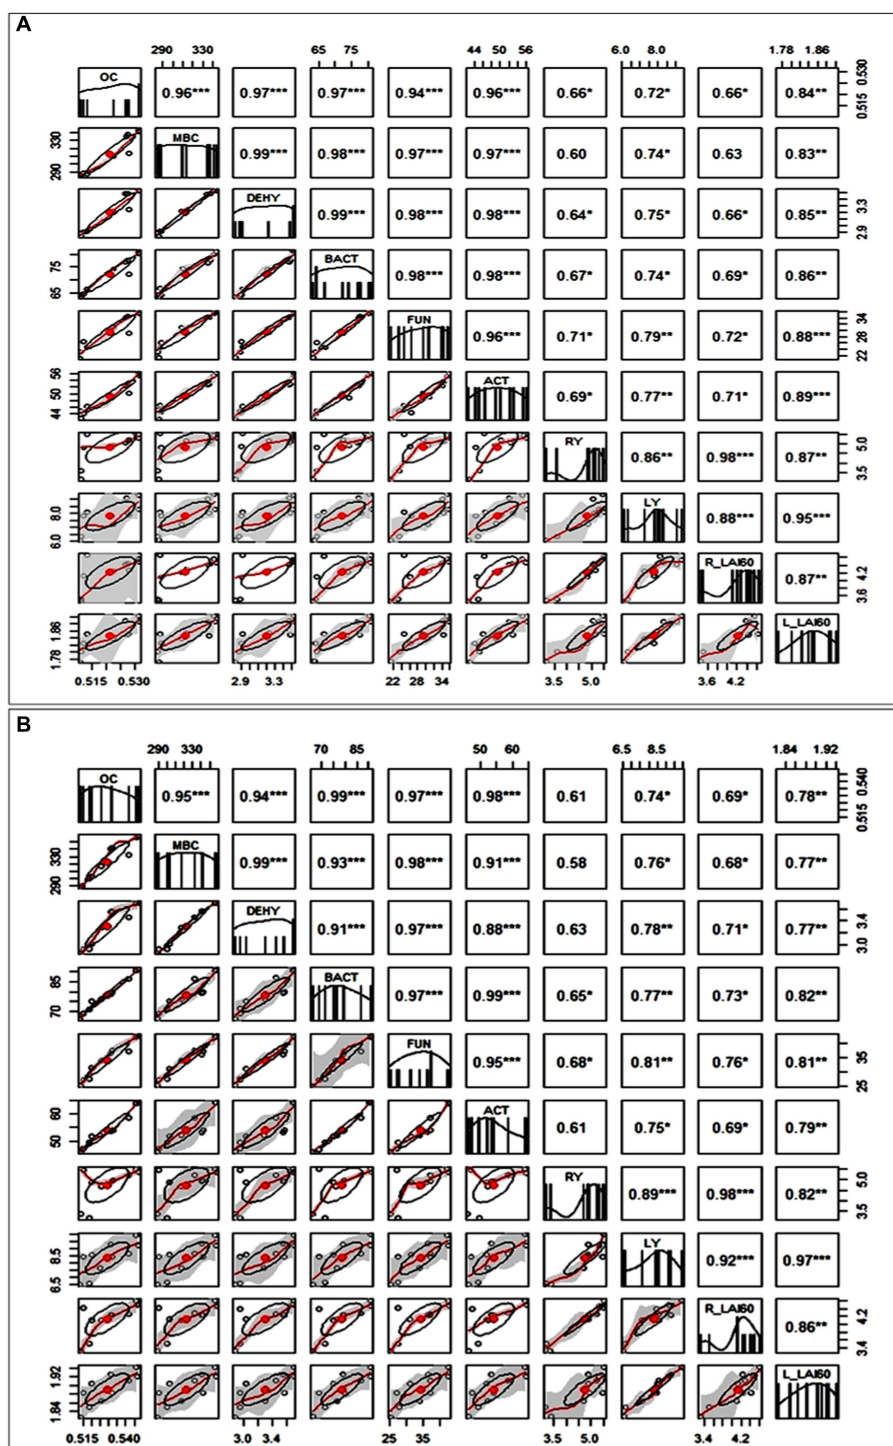 A
290 330 65 75 44 50 56 6.0 8.0 1.78 1.86
OC 0.96*** 0.97*** 0.97*** 0.94*** 0.96*** 0.66* 0.72* 0.66* 0.84** 0.515 0.530
290 330 MBC 0.99*** 0.98*** 0.97*** 0.97*** 0.60 0.74* 0.63 0.83**
DEHY 0.99*** 0.98*** 0.98*** 0.64* 0.75* 0.66* 0.85** 2.9 3.3
65 75 BACT 0.98*** 0.98*** 0.67* 0.74* 0.69* 0.86**
FUN 0.96*** 0.71* 0.79** 0.72* 0.88*** 22 28 34
44 50 56 ACT 0.69* 0.77** 0.71* 0.89***
RY 0.86** 0.98*** 0.87** 3.5 5.0
6.0 8.0 LY 0.88*** 0.95***
R_LAI60 0.87** 3.6 4.2
1.78 1.86 L_LAI60
0.515 0.530 2.9 3.3 22 28 34 3.5 5.0 3.6 4.2
B
290 330 70 85 50 60 6.5 8.5 1.84 1.92
OC 0.95*** 0.94*** 0.99*** 0.97*** 0.98*** 0.61 0.74* 0.69* 0.78** 0.515 0.540
290 330 MBC 0.99*** 0.93*** 0.98*** 0.91*** 0.58 0.76* 0.68* 0.77**
DEHY 0.91*** 0.97*** 0.88*** 0.63 0.78** 0.71* 0.77** 3.0 3.4
70 85 BACT 0.97*** 0.99*** 0.65* 0.77** 0.73* 0.82**
FUN 0.95*** 0.68* 0.81** 0.76* 0.81** 25 35
50 60 ACT 0.61 0.75* 0.69* 0.79**
RY 0.89*** 0.98*** 0.82** 3.5 5.0
6.5 8.5 LY 0.92*** 0.97***
R_LAI60 0.86** 3.4 4.2
1.84 1.92 L_LAI60
0.515 0.540 3.0 3.4 25 35 3.5 5.0 3.4 4.2